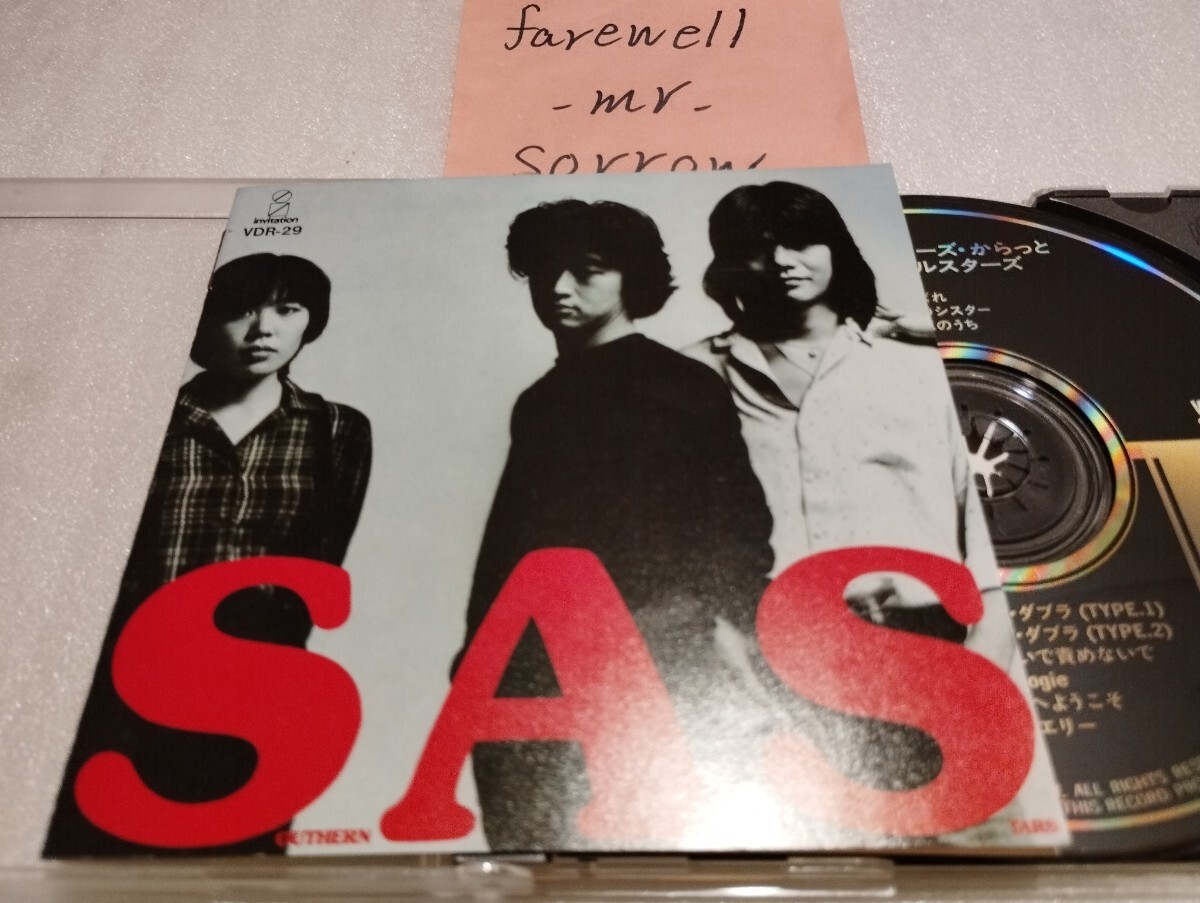 farewell
-mr-
sorrow
invitation
VDR-29
ーズ・からっと
ルスターズ
れ
シスター
のうち
ダブラ (TYPE.1)
・ダブラ (TYPE.2)
いで責めないで
ogie
へようこそ
エリー
ALL RIGHTS RESE
THIS RECORD PRO
SAS
OUTHERN
TARS